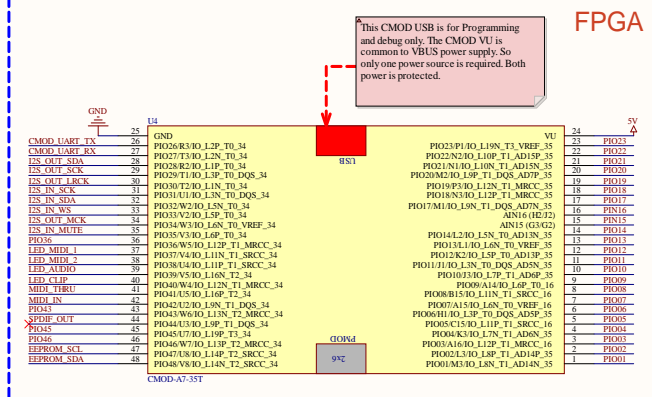 FPGA
This CMOD USB is for Programming
and debug only. The CMOD VU is
common to VBUS power supply. So
only one power source is required. Both
power is protected.
GND
U4
5V
25 GND VU 24
CMOD_UART_TX 26 PIO26/R3/IO_L2P_T0_34 PIO23/P1/IO_L19N_T3_VREF_35 23 PIO23
CMOD_UART_RX 27 PIO27/T3/IO_L2N_T0_34 PIO22/N2/IO_L10P_T1_AD15P_35 22 PIO22
I2S_OUT_SDA 28 PIO28/R2/IO_L1P_T0_34 PIO21/N1/IO_L10N_T1_AD15N_35 21 PIO21
I2S_OUT_SCK 29 PIO29/T1/IO_L3P_T0_DQS_34 PIO20/M2/IO_L9P_T1_DQS_AD7P_35 20 PIO20
I2S_OUT_LRCK 30 PIO30/T2/IO_L1N_T0_34 PIO19/P3/IO_L12N_T1_MRCC_35 19 PIO19
I2S_IN_SCK 31 PIO31/U1/IO_L3N_T0_DQS_34 PIO18/N3/IO_L12P_T1_MRCC_35 18 PIO18
I2S_IN_SDA 32 PIO32/W2/IO_L5N_T0_34 PIO17/M1/IO_L9N_T1_DQS_AD7N_35 17 PIO17
I2S_IN_WS 33 PIO33/V2/IO_L5P_T0_34 AIN16 (H2/J2) 16 PIN16
I2S_OUT_MCK 34 PIO34/W3/IO_L6N_T0_VREF_34 AIN15 (G3/G2) 15 PIN15
I2S_IN_MUTE 35 PIO35/V3/IO_L6P_T0_34 PIO14/L2/IO_L5N_T0_AD13N_35 14 PIO14
PIO36 36 PIO36/W5/IO_L12P_T1_MRCC_34 PIO13/L1/IO_L6N_T0_VREF_35 13 PIO13
LED_MIDI_1 37 PIO37/V4/IO_L11N_T1_SRCC_34 PIO12/K2/IO_L5P_T0_AD13P_35 12 PIO12
LED_MIDI_2 38 PIO38/U4/IO_L11P_T1_SRCC_34 PIO11/J1/IO_L3N_T0_DQS_AD5N_35 11 PIO11
LED_AUDIO 39 PIO39/V5/IO_L16N_T2_34 PIO10/J3/IO_L7P_T1_AD6P_35 10 PIO10
LED_CLIP 40 PIO40/W4/IO_L12N_T1_MRCC_34 PIO09/A14/IO_L6P_T0_16 9 PIO09
MIDI_THRU 41 PIO41/U5/IO_L16P_T2_34 PIO08/B15/IO_L11N_T1_SRCC_16 8 PIO08
MIDI_IN 42 PIO42/U2/IO_L9N_T1_DQS_34 PIO07/A15/IO_L6N_T0_VREF_16 7 PIO07
PIO43 43 PIO43/W6/IO_L13N_T2_MRCC_34 PIO06/H1/IO_L3P_T0_DQS_AD5P_35 6 PIO06
SPDIF_OUT 44 PIO44/U3/IO_L9P_T1_DQS_34 PIO05/C15/IO_L11P_T1_SRCC_16 5 PIO05
PIO45 45 PIO45/U7/IO_L19P_T3_34 PIO04/K3/IO_L7N_T1_AD6N_35 4 PIO04
PIO46 46 PIO46/W7/IO_L13P_T2_MRCC_34 PIO03/A16/IO_L12P_T1_MRCC_16 3 PIO03
EEPROM_SCL 47 PIO47/U8/IO_L14P_T2_SRCC_34 PIO02/L3/IO_L8P_T1_AD14P_35 2 PIO02
EEPROM_SDA 48 PIO48/V8/IO_L14N_T2_SRCC_34 PIO01/M3/IO_L8N_T1_AD14N_35 1 PIO01
USB
PMOD
2x6
CMOD-A7-35T